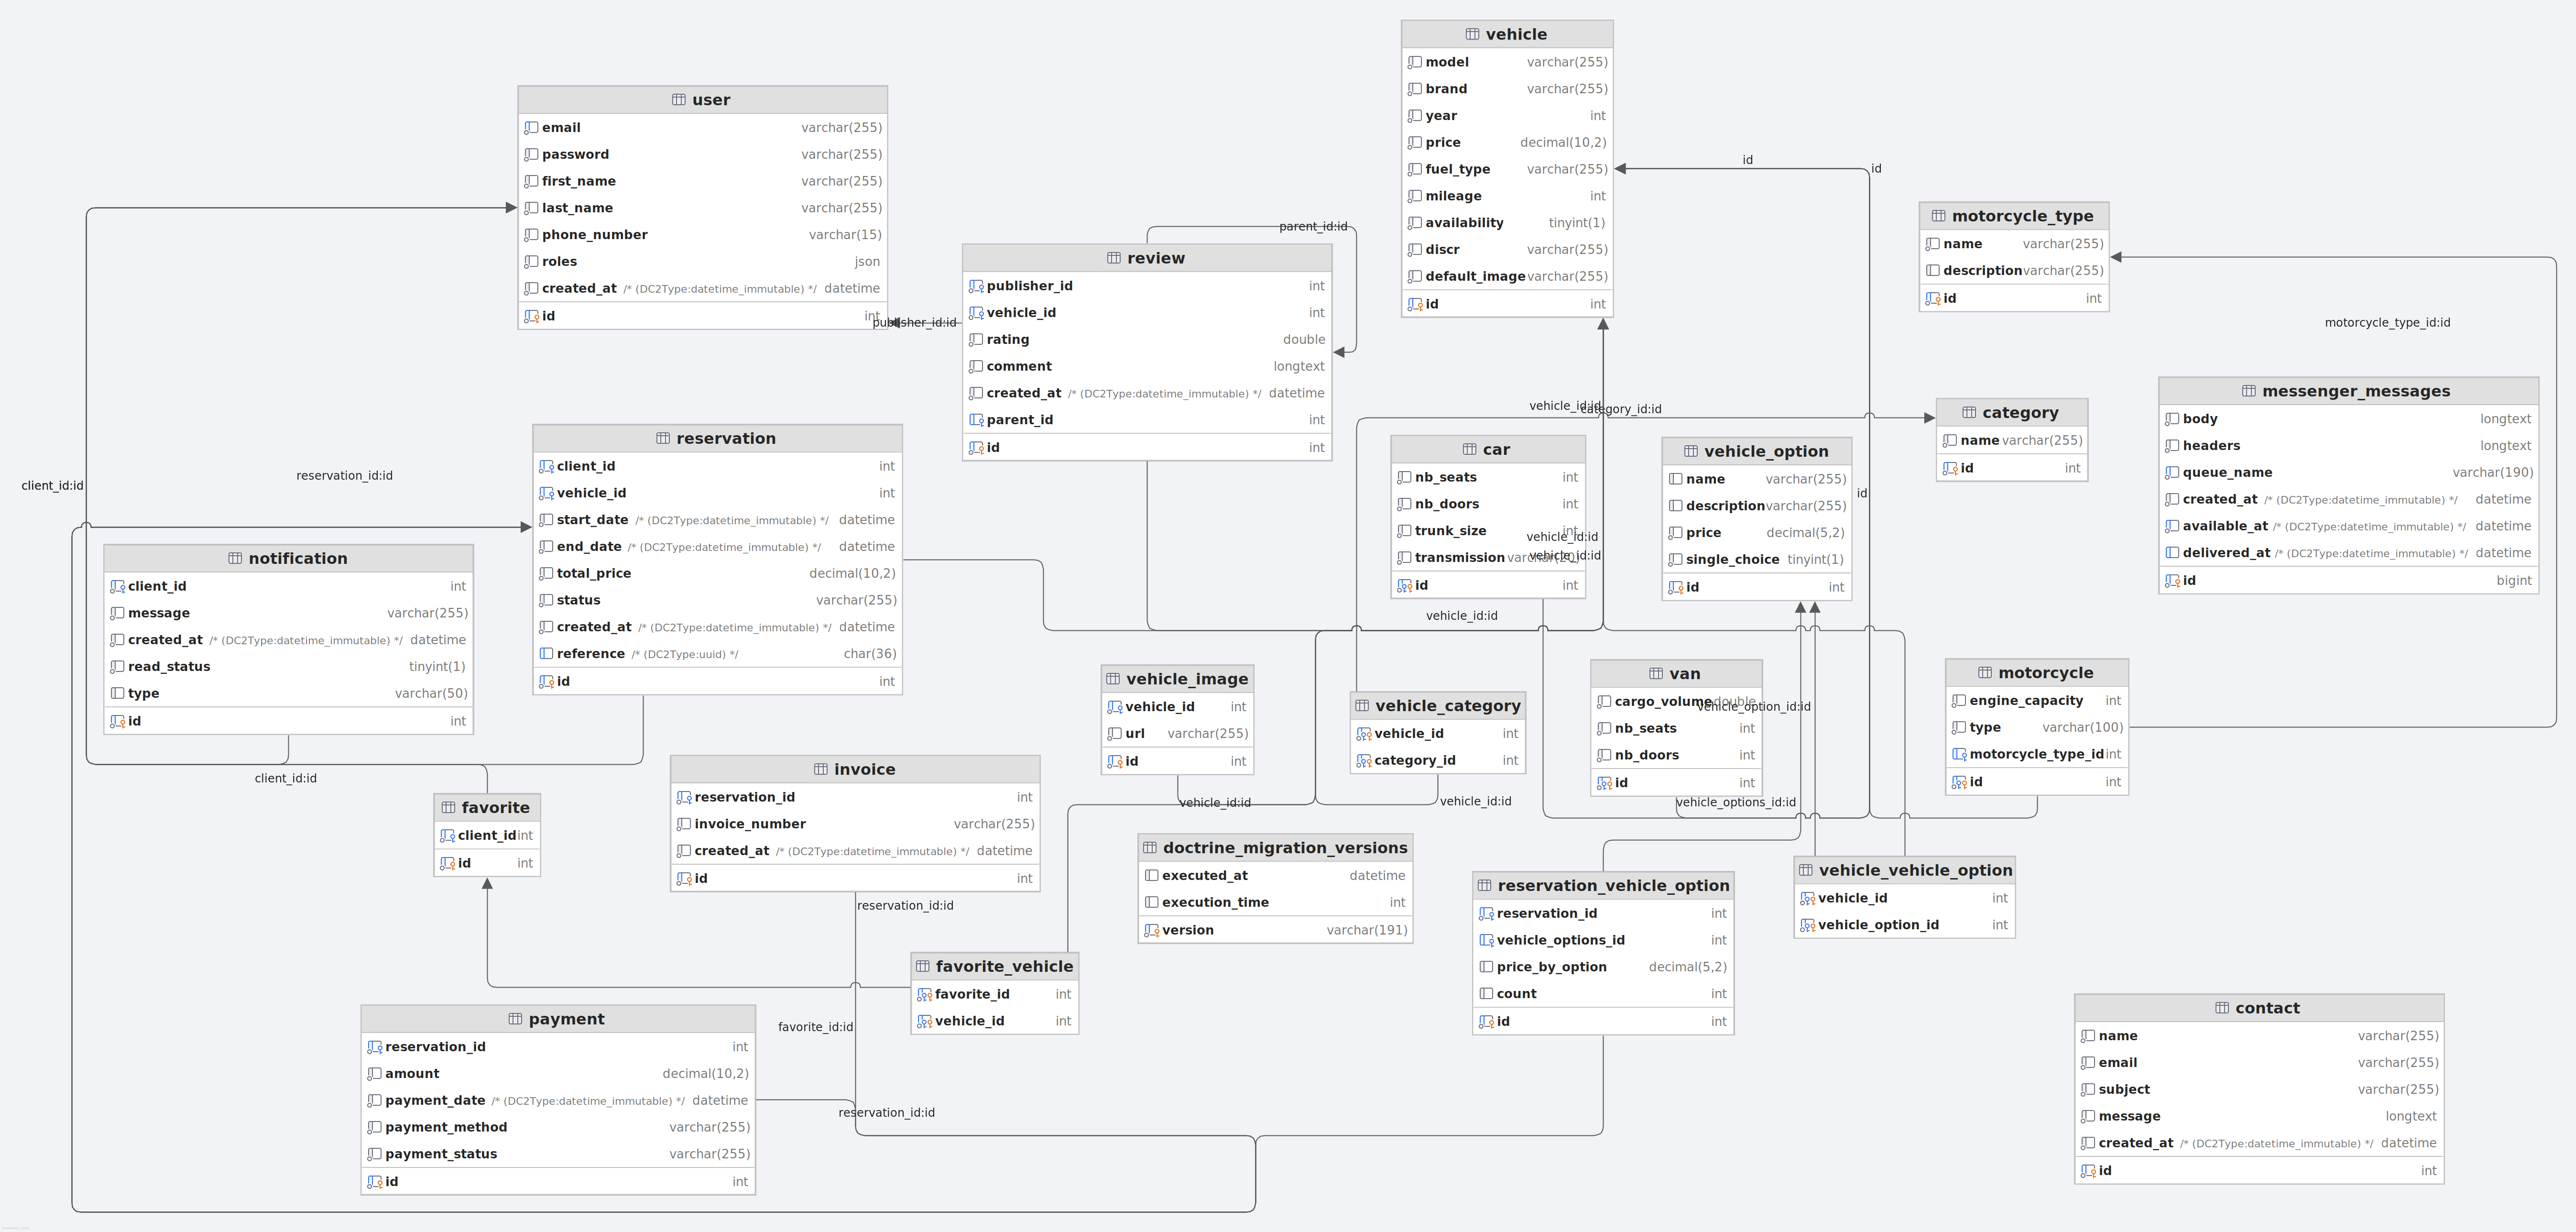 vehicle
model varchar(255)
brand varchar(255)
year int
price decimal(10,2)
fuel_type varchar(255)
mileage int
availability tinyint(1)
discr varchar(255)
default_image varchar(255)
id int
user
email varchar(255)
password varchar(255)
first_name varchar(255)
last_name varchar(255)
phone_number varchar(15)
roles json
created_at /* (DC2Type:datetime_immutable) */ datetime
id int
publisher_id:id
review
publisher_id int
vehicle_id int
rating double
comment longtext
created_at /* (DC2Type:datetime_immutable) */ datetime
parent_id int
id int
parent_id:id
id
id
motorcycle_type
name varchar(255)
description varchar(255)
id int
motorcycle_type_id:id
category
name varchar(255)
id int
messenger_messages
body longtext
headers longtext
queue_name varchar(190)
created_at /* (DC2Type:datetime_immutable) */ datetime
available_at /* (DC2Type:datetime_immutable) */ datetime
delivered_at /* (DC2Type:datetime_immutable) */ datetime
id bigint
vehicle_id:id
category_id:id
reservation
client_id int
vehicle_id int
start_date /* (DC2Type:datetime_immutable) */ datetime
end_date /* (DC2Type:datetime_immutable) */ datetime
total_price decimal(10,2)
status varchar(255)
created_at /* (DC2Type:datetime_immutable) */ datetime
reference /* (DC2Type:uuid) */ char(36)
id int
car
nb_seats int
nb_doors int
trunk_size int
transmission varchar(20)
id int
vehicle_id:id
vehicle_id:id
vehicle_option
name varchar(255)
description varchar(255)
price decimal(5,2)
single_choice tinyint(1)
id int
id
client_id:id
reservation_id:id
notification
client_id int
message varchar(255)
created_at /* (DC2Type:datetime_immutable) */ datetime
read_status tinyint(1)
type varchar(50)
id int
client_id:id
vehicle_id:id
vehicle_image
vehicle_id int
url varchar(255)
id int
vehicle_id:id
vehicle_category
vehicle_id int
category_id int
vehicle_id:id
van
cargo_volume double
nb_seats int
nb_doors int
id int
vehicle_option_id:id
vehicle_options_id:id
motorcycle
engine_capacity int
type varchar(100)
motorcycle_type_id int
id int
favorite
client_id int
id int
invoice
reservation_id int
invoice_number varchar(255)
created_at /* (DC2Type:datetime_immutable) */ datetime
id int
reservation_id:id
doctrine_migration_versions
executed_at datetime
execution_time int
version varchar(191)
reservation_vehicle_option
reservation_id int
vehicle_options_id int
price_by_option decimal(5,2)
count int
id int
vehicle_vehicle_option
vehicle_id int
vehicle_option_id int
favorite_vehicle
favorite_id int
vehicle_id int
favorite_id:id
payment
reservation_id int
amount decimal(10,2)
payment_date /* (DC2Type:datetime_immutable) */ datetime
payment_method varchar(255)
payment_status varchar(255)
id int
reservation_id:id
contact
name varchar(255)
email varchar(255)
subject varchar(255)
message longtext
created_at /* (DC2Type:datetime_immutable) */ datetime
id int